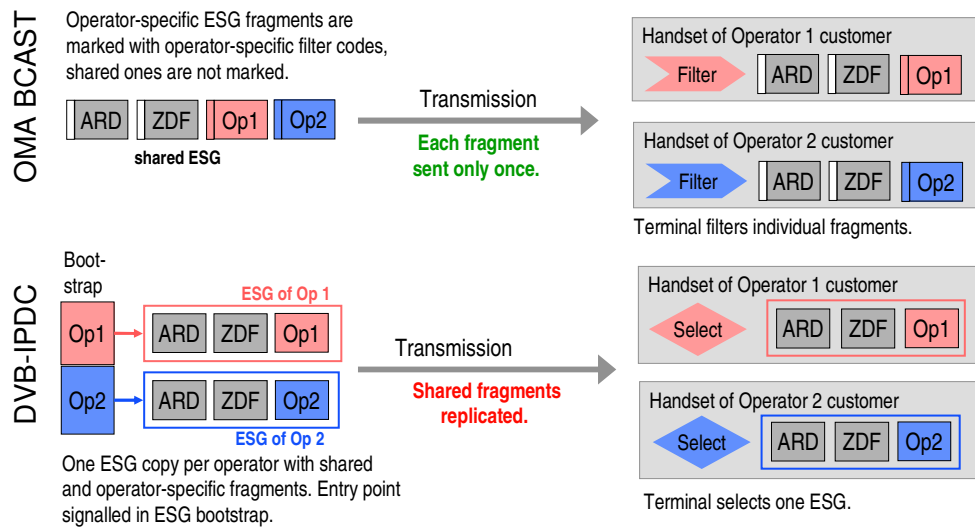 OMA BCAST
Operator-specific ESG fragments are
marked with operator-specific filter codes,
shared ones are not marked.
ARD ZDF Op1 Op2
shared ESG
Transmission
Each fragment
sent only once.
Handset of Operator 1 customer
Filter ARD ZDF Op1
Handset of Operator 2 customer
Filter ARD ZDF Op2
Terminal filters individual fragments.
DVB-IPDC
Boot-
strap
ESG of Op 1
Op1 ARD ZDF Op1
Op2 ARD ZDF Op2
ESG of Op 2
One ESG copy per operator with shared
and operator-specific fragments. Entry point
signalled in ESG bootstrap.
Transmission
Shared fragments
replicated.
Handset of Operator 1 customer
Select ARD ZDF Op1
Handset of Operator 2 customer
Select ARD ZDF Op2
Terminal selects one ESG.